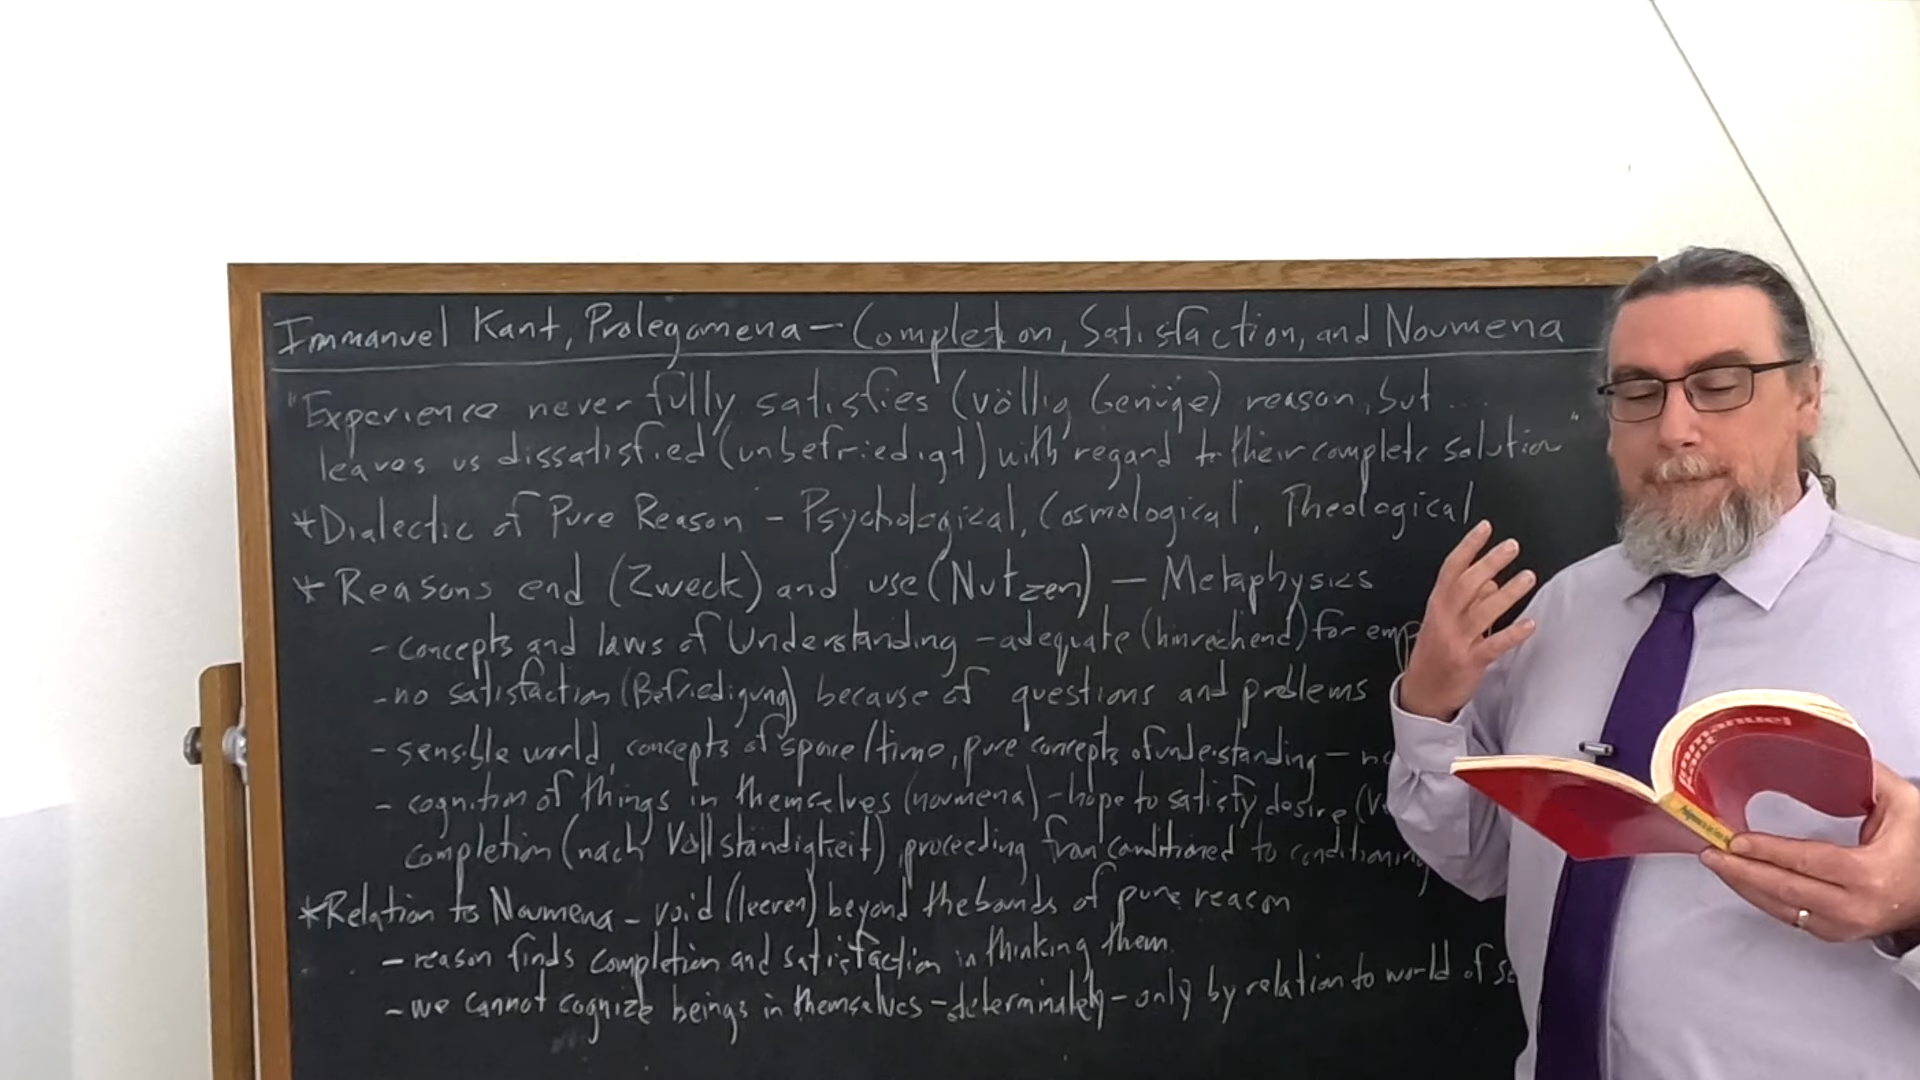 Immanuel Kant, Prolegomena — Completion, Satisfaction, and Noumena
"Experience never fully satisfies (völlig Genüge) reason, but ...
leaves us dissatisfied (unbefriedigt) with regard to their complete solution"
*Dialectic of Pure Reason - Psychological, Cosmological, Theological
*Reasons end (Zweck) and use (Nutzen) — Metaphysics
- concepts and laws of Understanding - adequate (hinreichend) for emp
- no satisfaction (Befriedigung) because of questions and problems
- sensible world, concepts of space/time, pure concepts of understanding -
- cognition of things in themselves (noumena) - hope to satisfy desire (V
completion (nach Vollständigkeit) proceeding from conditioned to conditioning
*Relation to Noumena - void (leeren) beyond the bounds of pure reason
- reason finds completion and satisfaction in thinking them
- we cannot cognize beings in themselves - determinately - only by relation to world of se
Immanuel
Kant